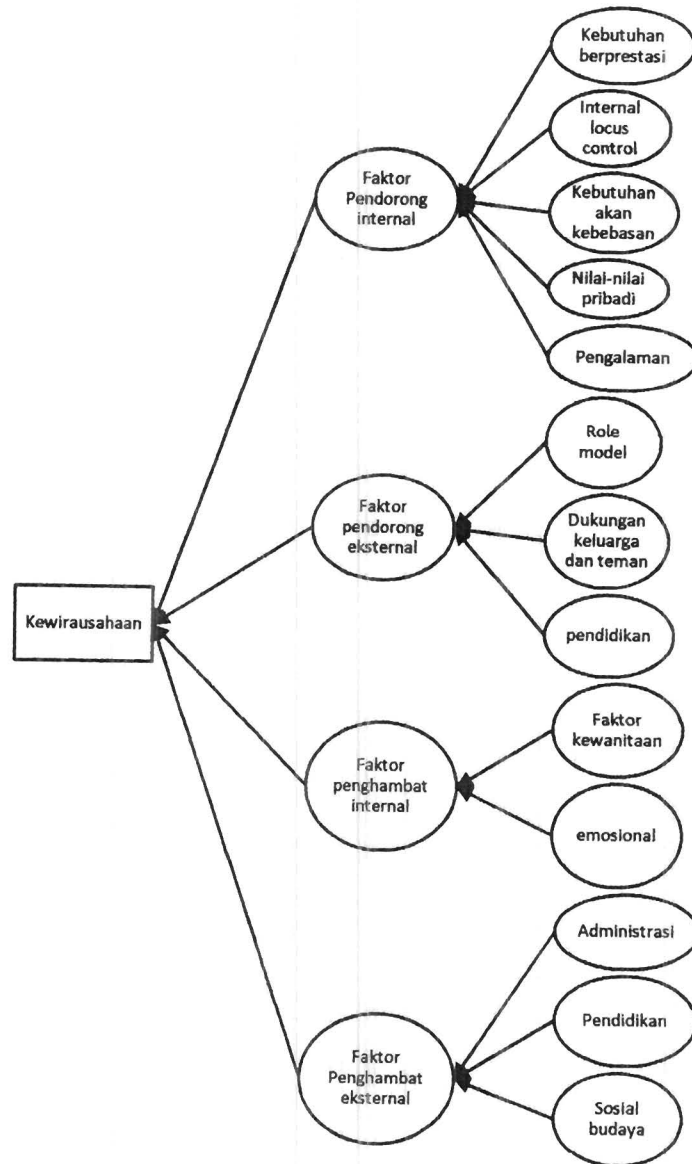 Kebutuhan
berprestasi
Internal
locus
control
Faktor
Pendorong
internal
Kebutuhan
akan
kebebasan
Nilai-nilai
pribadi
Pengalaman
Role
model
Faktor
pendorong
eksternal
Dukungan
keluarga
dan teman
Kewirausahaan
pendidikan
Faktor
kewanitaan
Faktor
penghambat
internal
emosional
Administrasi
Pendidikan
Faktor
Penghambat
eksternal
Sosial
budaya